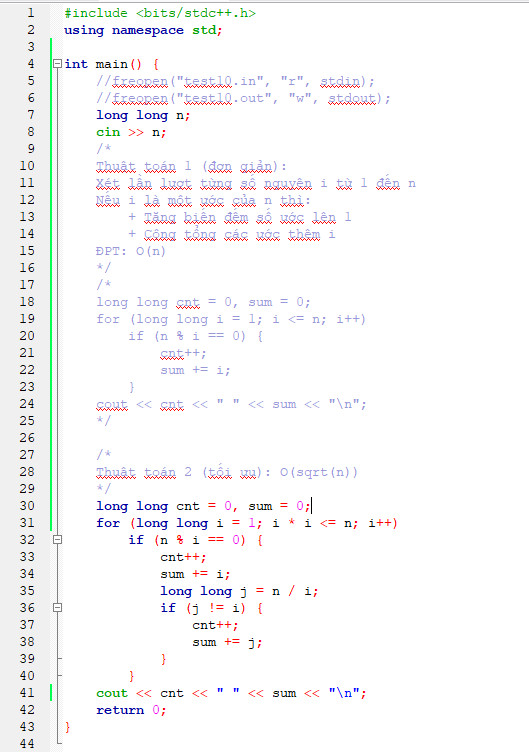 1 #include <bits/stdc++.h>
2 using namespace std;
3
4 int main() {
5 //freopen("test10.in", "r", stdin);
6 //freopen("test10.out", "w", stdout);
7 long long n;
8 cin >> n;
9 /*
10 Thuật toán 1 (đơn giản):
11 Xét lần lượt từng số nguyên i từ 1 đến n
12 Nếu i là một ước của n thì:
13 + Tăng biến đếm số ước lên 1
14 + Cộng tổng các ước thêm i
15 ĐPT: O(n)
16 */
17 /*
18 long long cnt = 0, sum = 0;
19 for (long long i = 1; i <= n; i++)
20 if (n % i == 0) {
21 cnt++;
22 sum += i;
23 }
24 cout << cnt << " " << sum << "\n";
25 */
26
27 /*
28 Thuật toán 2 (tối ưu): O(sqrt(n))
29 */
30 long long cnt = 0, sum = 0;
31 for (long long i = 1; i * i <= n; i++)
32 if (n % i == 0) {
33 cnt++;
34 sum += i;
35 long long j = n / i;
36 if (j != i) {
37 cnt++;
38 sum += j;
39 }
40 }
41 cout << cnt << " " << sum << "\n";
42 return 0;
43 }
44